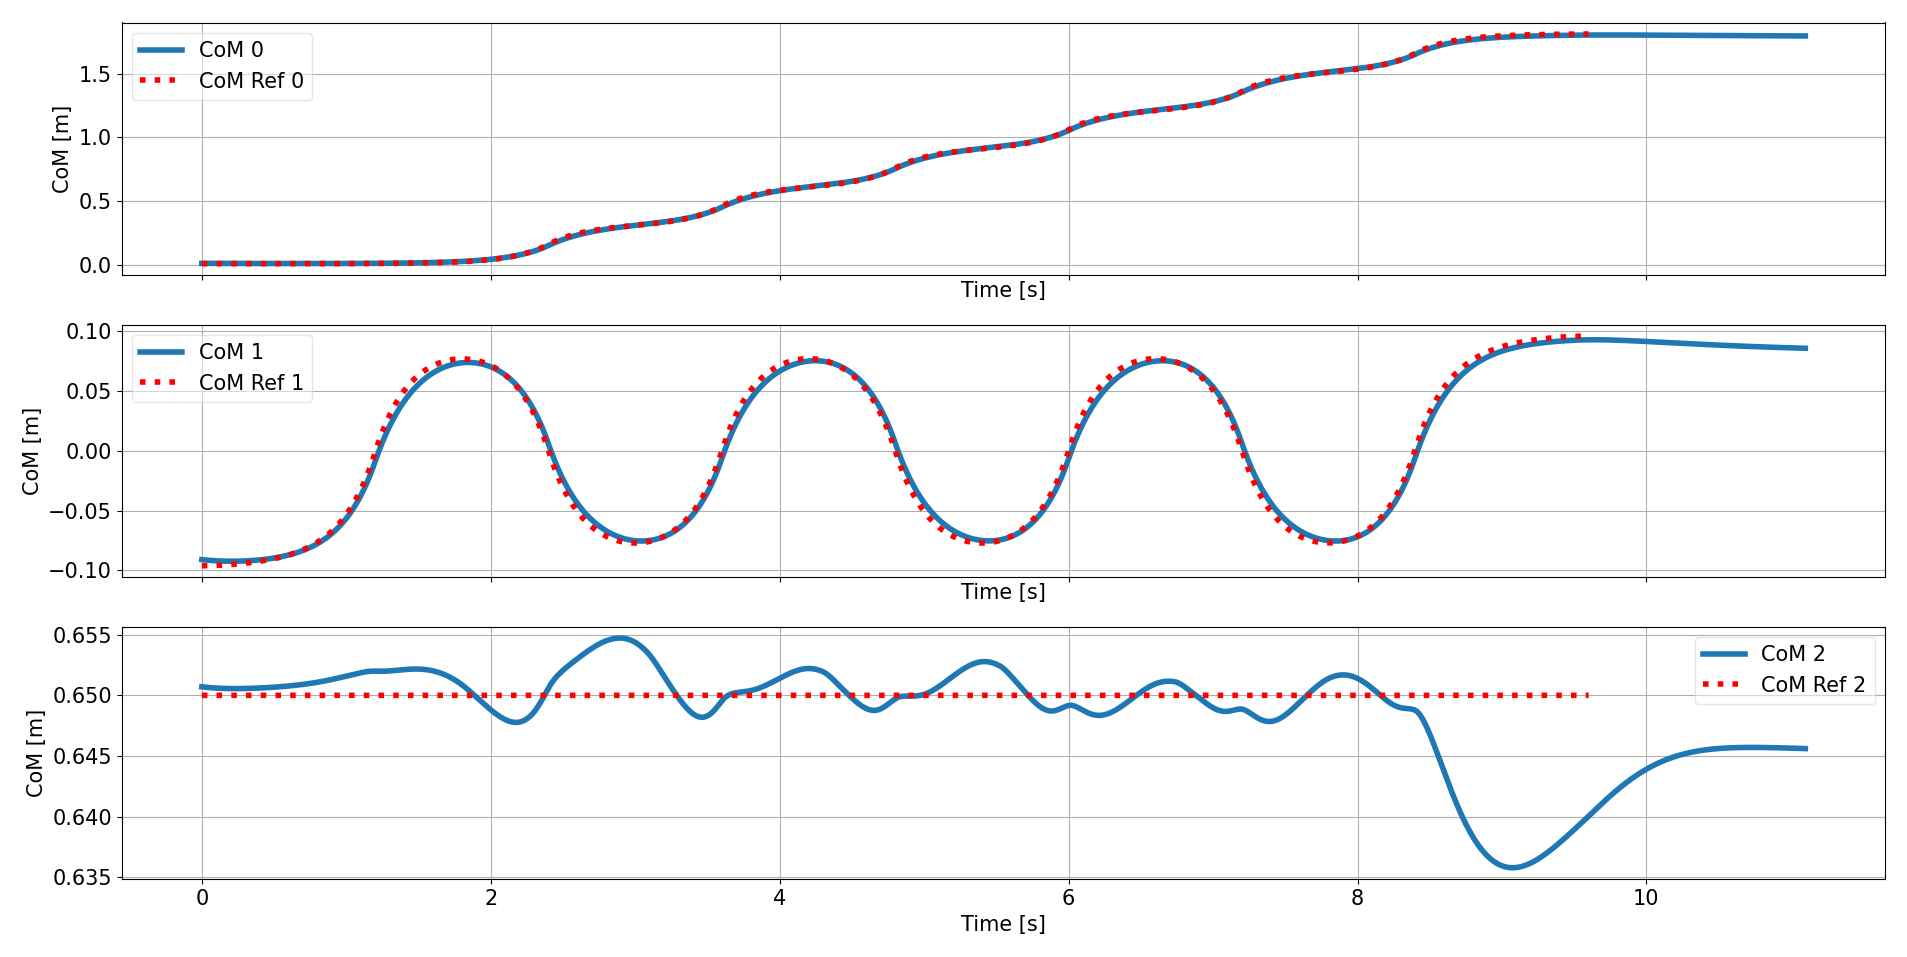 CoM 0
CoM Ref 0
CoM [m]
1.5
1.0
0.5
0.0
Time [s]
CoM 1
CoM Ref 1
CoM [m]
0.10
0.05
0.00
−0.05
−0.10
Time [s]
CoM 2
CoM Ref 2
CoM [m]
0.655
0.650
0.645
0.640
0.635
0 2 4 6 8 10
Time [s]